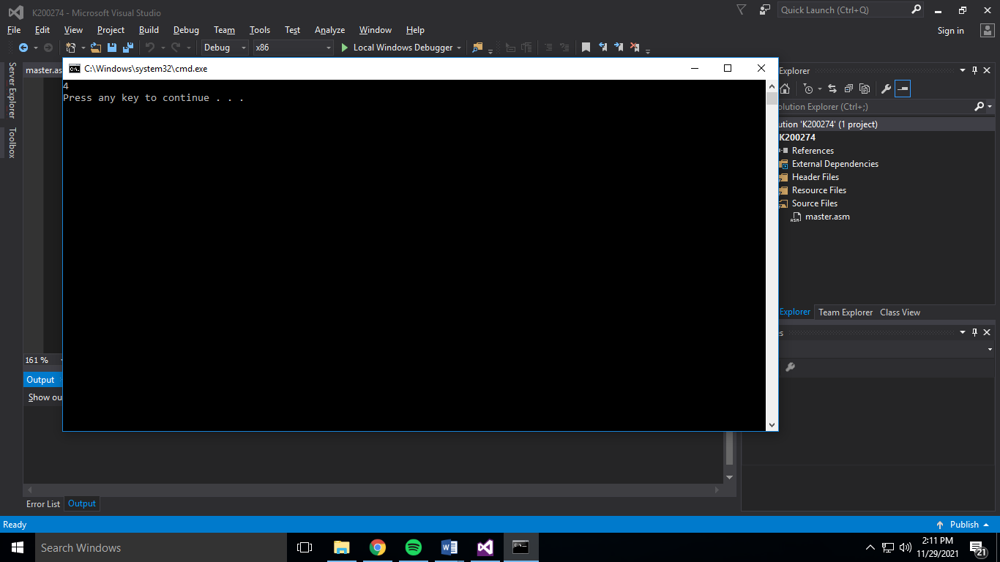 K200274 - Microsoft Visual Studio
Quick Launch (Ctrl+Q)
File Edit View Project Build Debug Team Tools Test Analyze Window Help
Sign in
Debug x86 Local Windows Debugger
Server Explorer
Toolbox
master.as
C:\Windows\system32\cmd.exe
4
Press any key to continue . . .
Explorer
olution Explorer (Ctrl+;)
ution 'K200274' (1 project)
K200274
References
External Dependencies
Header Files
Resource Files
Source Files
master.asm
Explorer Team Explorer Class View
es
161 %
Output
Show ou
Error List Output
Ready
Publish
Search Windows
2:11 PM
11/29/2021
21